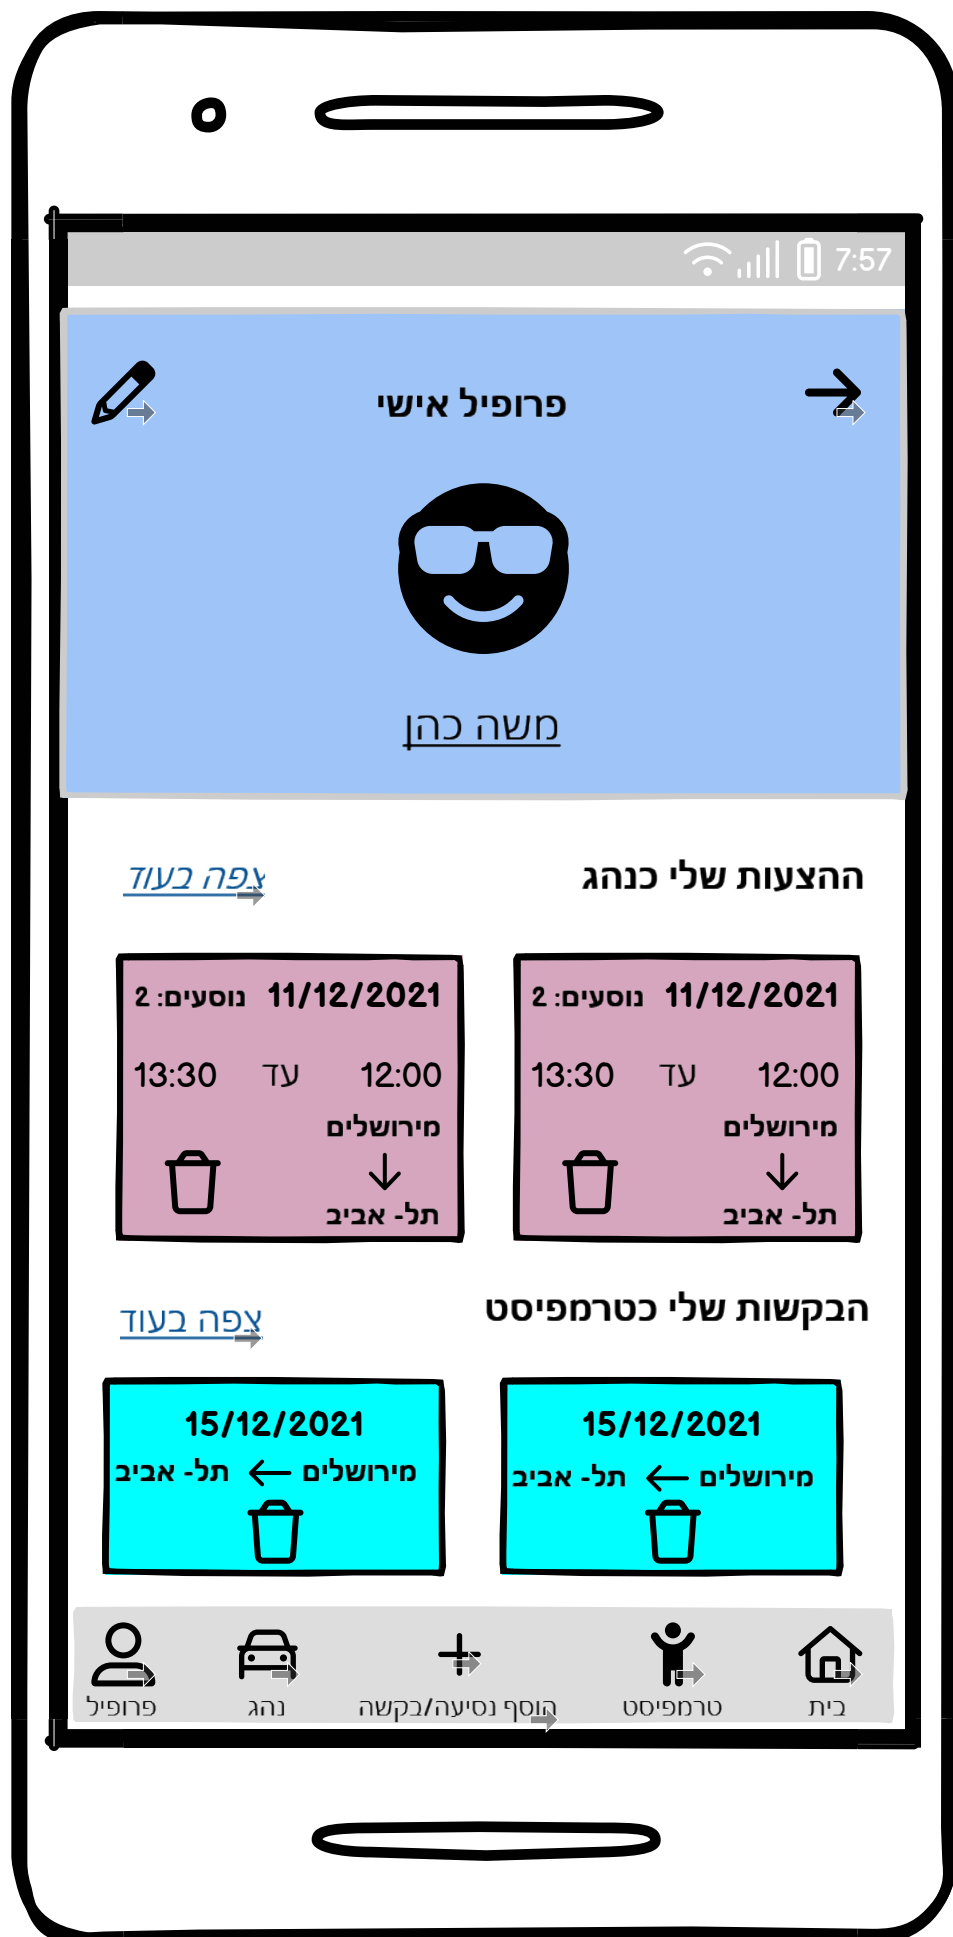 7:57
פרופיל אישי
משה כהן
ההצעות שלי כנהג
צפה בעוד
11/12/2021 נוסעים: 2
12:00 עד 13:30
מירושלים
תל- אביב
11/12/2021 נוסעים: 2
12:00 עד 13:30
מירושלים
תל- אביב
הבקשות שלי כטרמפיסט
צפה בעוד
15/12/2021
מירושלים ← תל- אביב
15/12/2021
מירושלים ← תל- אביב
בית
טרמפיסט
הוסף נסיעה/בקשה
נהג
פרופיל